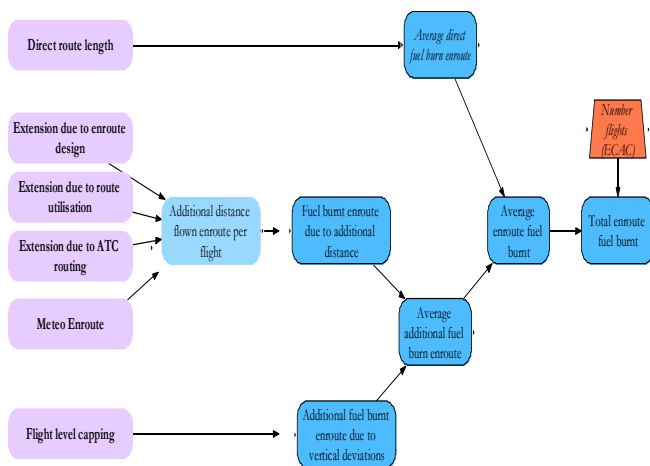 Direct route length
Average direct
fuel burn enroute
Number
flights
(ECAC)
Extension due to enroute
design
Extension due to route
utilisation
Extension due to ATC
routing
Meteo Enroute
Additional distance
flown enroute per
flight
Fuel burnt enroute
due to additional
distance
Average
enroute fuel
burnt
Total enroute
fuel burnt
Average
additional fuel
burn enroute
Flight level capping
Additional fuel burnt
enroute due to
vertical deviations